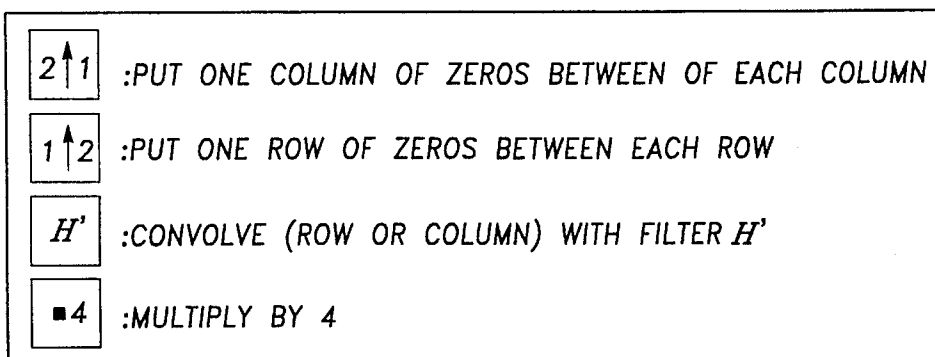 2↑1 :PUT ONE COLUMN OF ZEROS BETWEEN OF EACH COLUMN
1↑2 :PUT ONE ROW OF ZEROS BETWEEN EACH ROW
H' :CONVOLVE (ROW OR COLUMN) WITH FILTER H'
▪4 :MULTIPLY BY 4